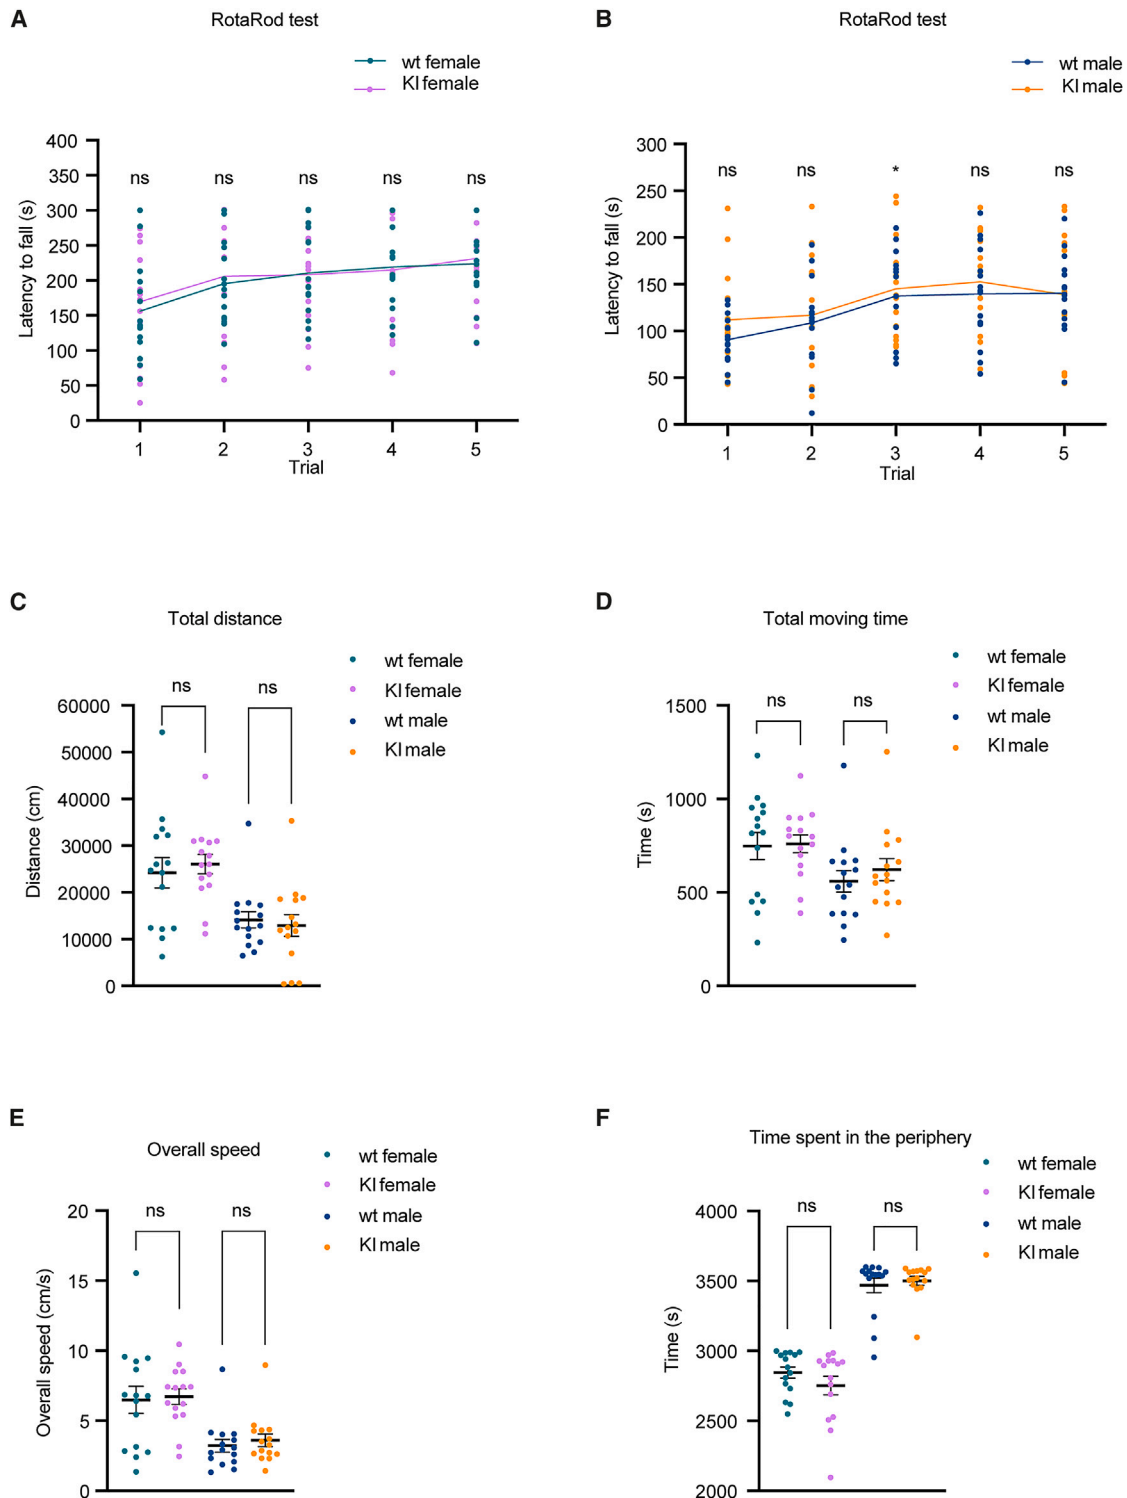 A
RotaRod test
wt female
KI female
400
350
300
250
200
150
100
50
0
Latency to fall (s)
ns
ns
ns
ns
ns
1
2
3
4
5
Trial
B
RotaRod test
wt male
KI male
300
250
200
150
100
50
0
Latency to fall (s)
ns
ns
*
ns
ns
1
2
3
4
5
Trial
C
Total distance
wt female
KI female
wt male
KI male
ns
ns
60000
50000
40000
30000
20000
10000
0
Distance (cm)
D
Total moving time
wt female
KI female
wt male
KI male
ns
ns
1500
1000
500
0
Time (s)
E
Overall speed
wt female
KI female
wt male
KI male
ns
ns
20
15
10
5
0
Overall speed (cm/s)
F
Time spent in the periphery
wt female
KI female
wt male
KI male
ns
ns
4000
3500
3000
2500
2000
Time (s)